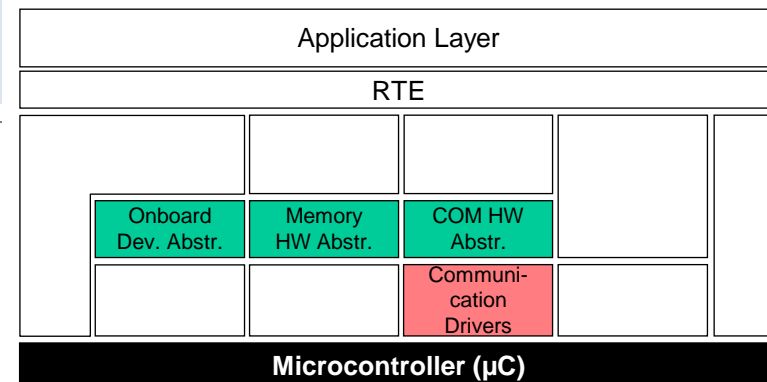 Application Layer
RTE
Onboard
Dev. Abstr.
Memory
HW Abstr.
COM HW
Abstr.
Communi-
cation
Drivers
Microcontroller (µC)